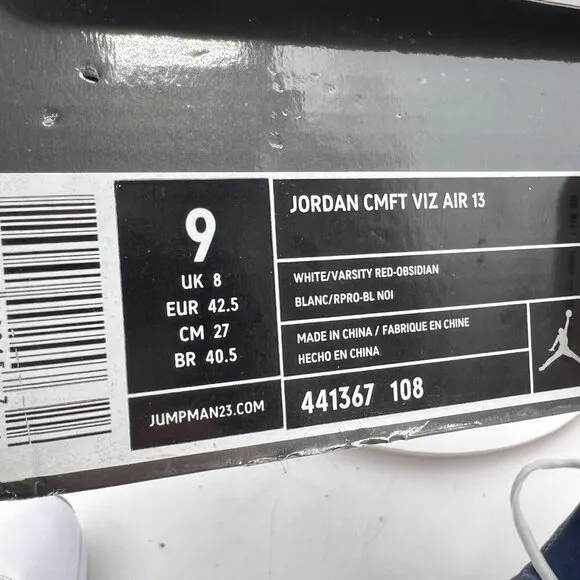 9
UK 8
EUR 42.5
CM 27
BR 40.5
JUMPMAN23.COM
JORDAN CMFT VIZ AIR 13
WHITE/VARSITY RED-OBSIDIAN
BLANC/RPRO-BL NOI
MADE IN CHINA / FABRIQUE EN CHINE
HECHO EN CHINA
441367 108